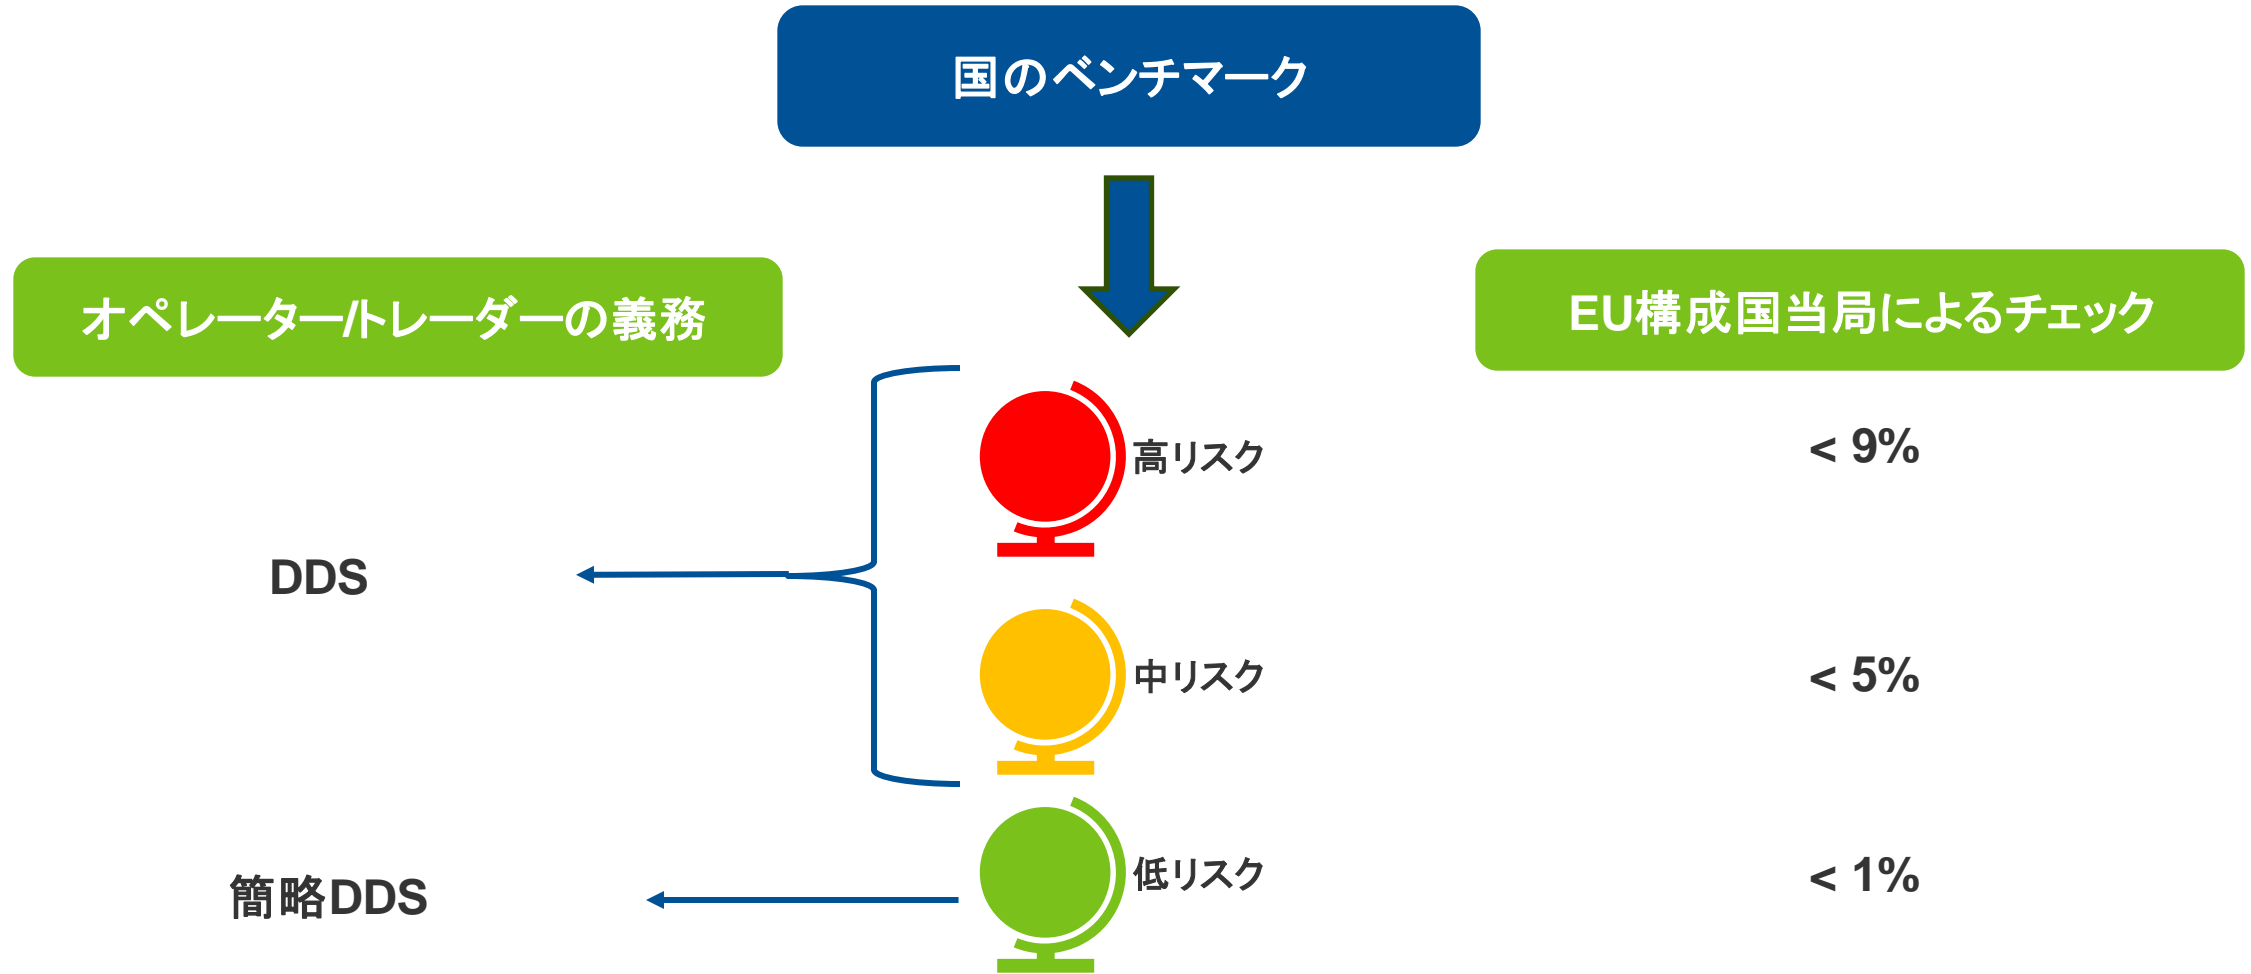 国のベンチマーク
オペレーター/トレーダーの義務
EU構成国当局によるチェック
高リスク
< 9%
DDS
中リスク
< 5%
低リスク
< 1%
簡略DDS